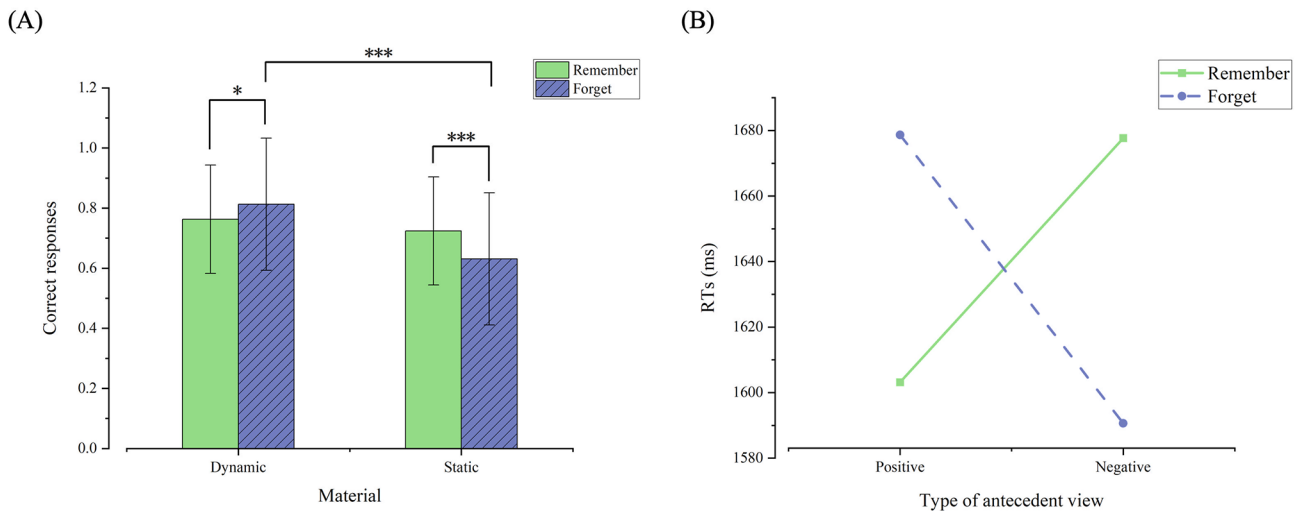 (A)
***
Remember
Forget
1.2
1.0
0.8
0.6
0.4
0.2
0.0
*
***
Correct responses
Dynamic
Static
Material
(B)
Remember
Forget
1680
1660
1640
1620
1600
1580
RTs (ms)
Positive
Negative
Type of antecedent view